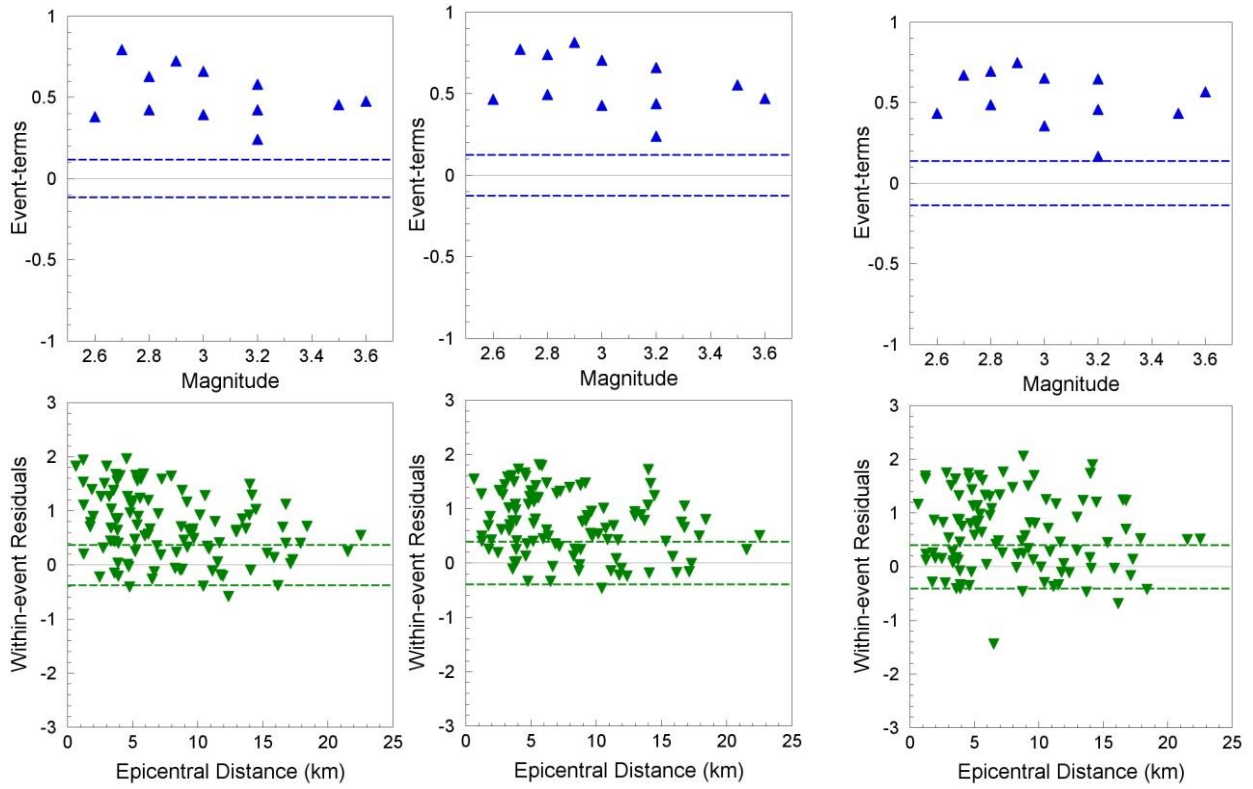 1
0.5
0
-0.5
-1
Event-terms
2.6 2.8 3 3.2 3.4 3.6
Magnitude
1
0.5
0
-0.5
-1
Event-terms
2.6 2.8 3 3.2 3.4 3.6
Magnitude
1
0.5
0
-0.5
-1
Event-terms
2.6 2.8 3 3.2 3.4 3.6
Magnitude
3
2
1
0
-1
-2
-3
Within-event Residuals
0 5 10 15 20 25
Epicentral Distance (km)
3
2
1
0
-1
-2
-3
Within-event Residuals
0 5 10 15 20 25
Epicentral Distance (km)
3
2
1
0
-1
-2
-3
Within-event Residuals
0 5 10 15 20 25
Epicentral Distance (km)